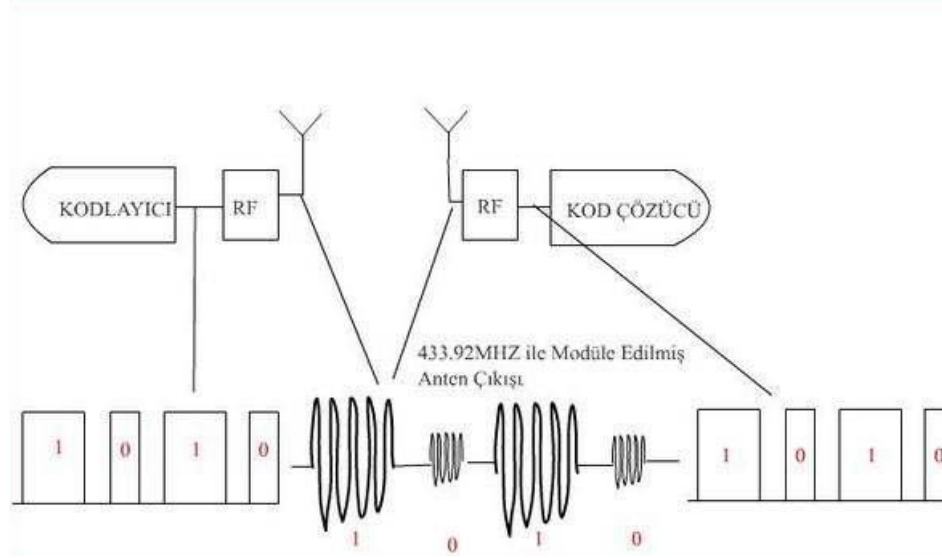 KODLAYICI
RF
RF
KOD ÇÖZÜCÜ
433.92MHZ ile Modüle Edilmiş
Anten Çıkışı
1 0 1 0
1 0 1 0
1 0 1 0